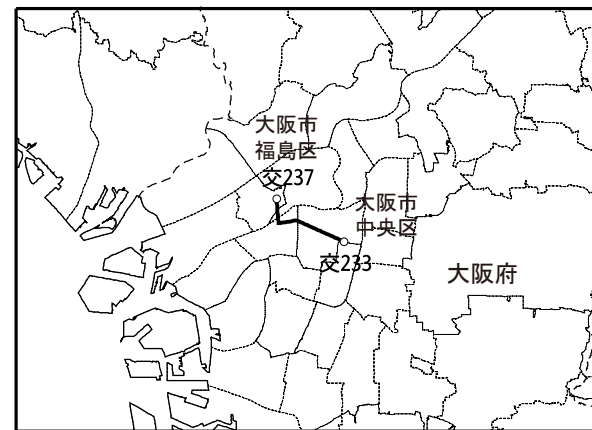 大阪市
福島区
交237
大阪市
中央区
交233
大阪府